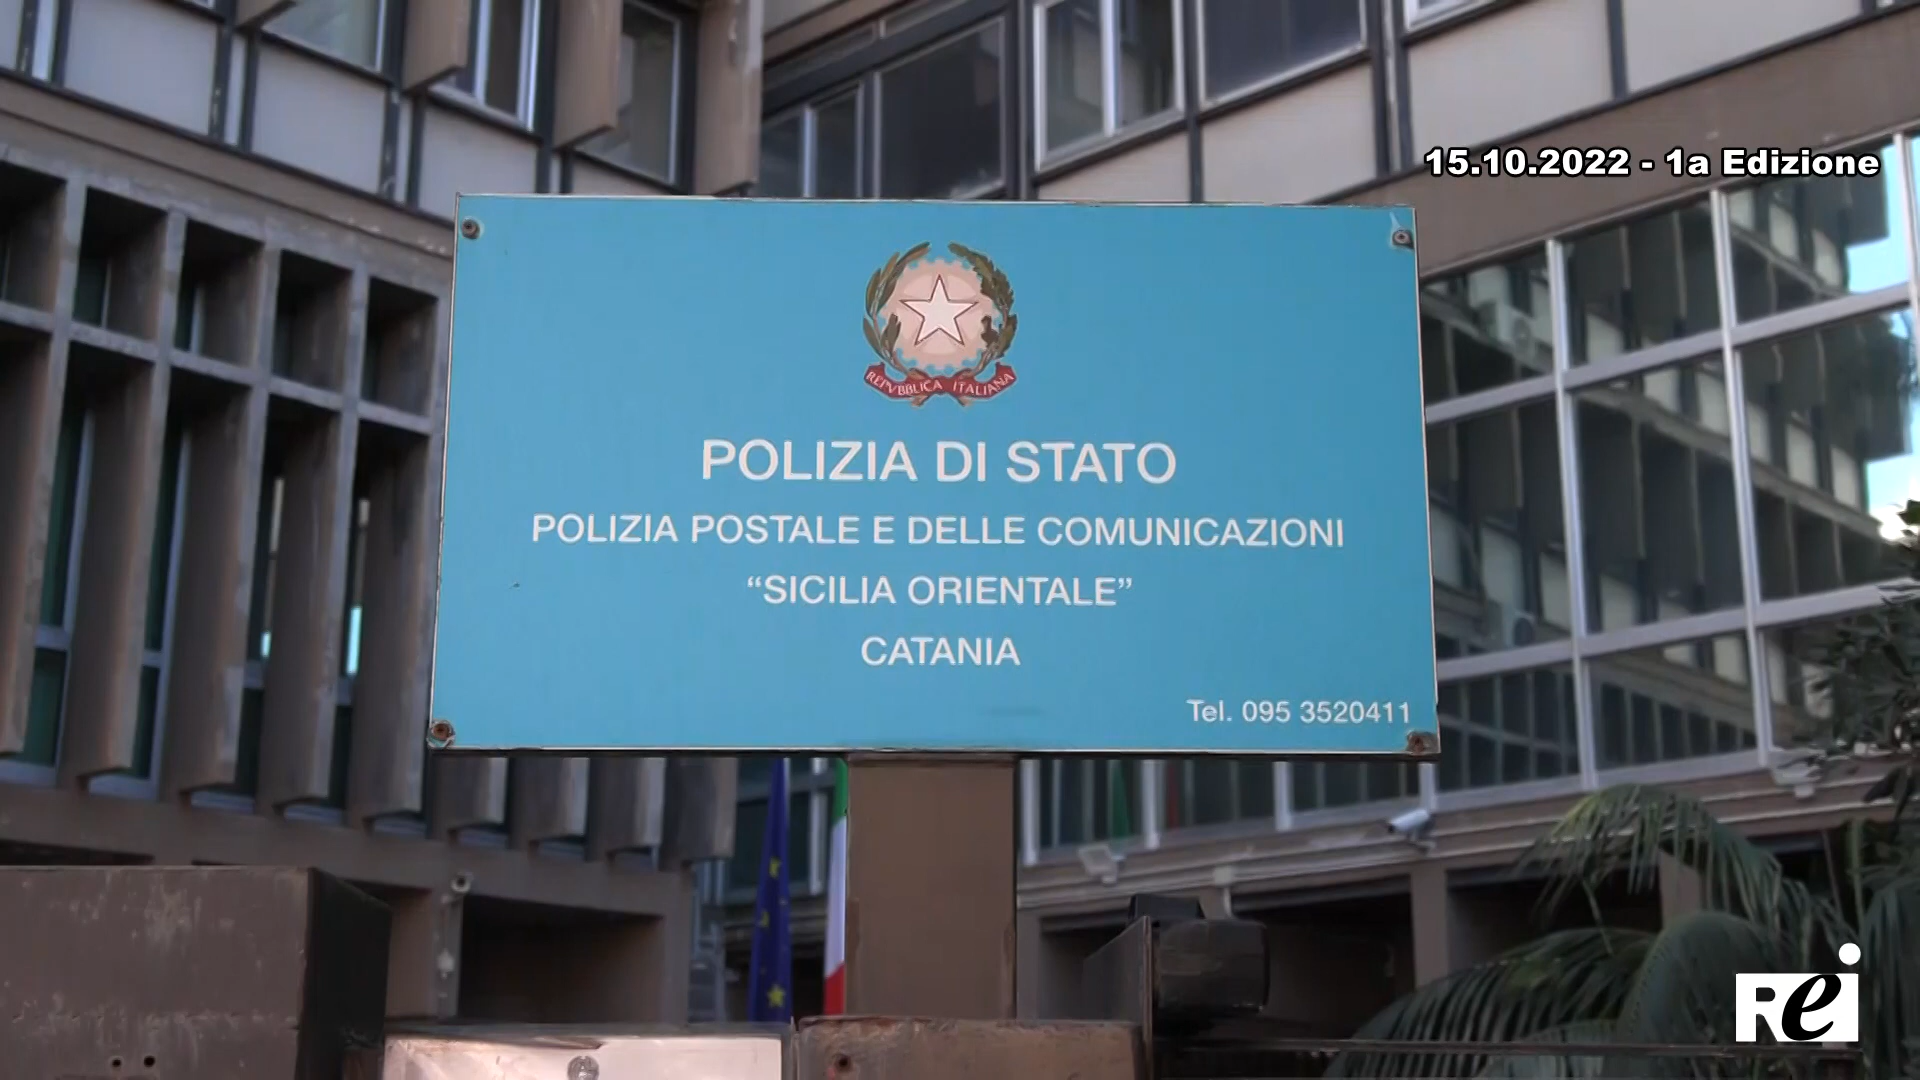 15.10.2022 - 1a Edizione
REPVBBLICA ITALIANA
POLIZIA DI STATO
POLIZIA POSTALE E DELLE COMUNICAZIONI
“SICILIA ORIENTALE”
CATANIA
Tel. 095 3520411
Rei